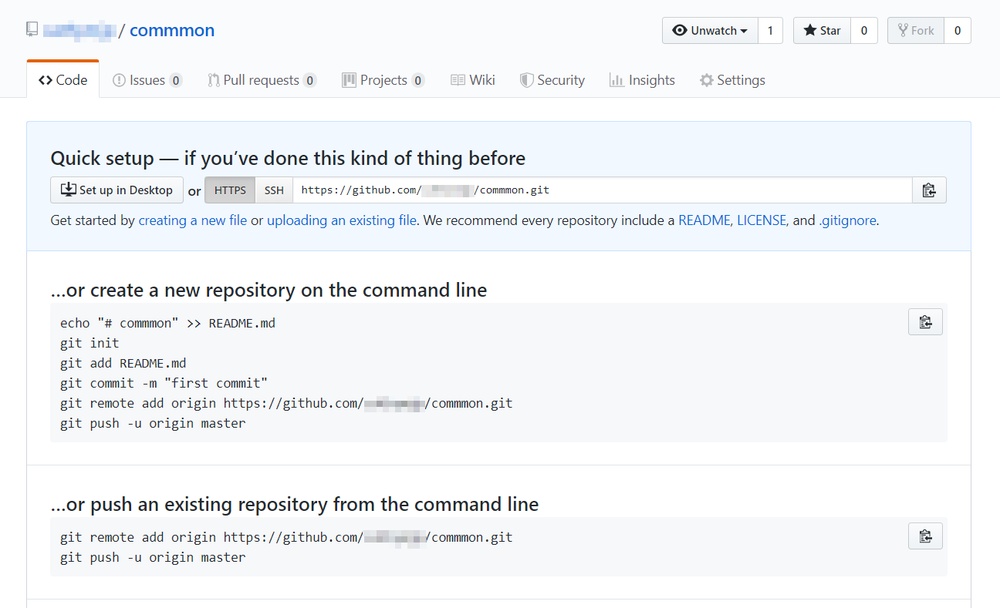 / commmon
Unwatch 1 Star 0 Fork 0
Code Issues 0 Pull requests 0 Projects 0 Wiki Security Insights Settings
Quick setup — if you’ve done this kind of thing before
Set up in Desktop or HTTPS SSH https://github.com/ /commmon.git
Get started by creating a new file or uploading an existing file. We recommend every repository include a README, LICENSE, and .gitignore.
…or create a new repository on the command line
echo "# commmon" >> README.md
git init
git add README.md
git commit -m "first commit"
git remote add origin https://github.com/ /commmon.git
git push -u origin master
…or push an existing repository from the command line
git remote add origin https://github.com/ /commmon.git
git push -u origin master